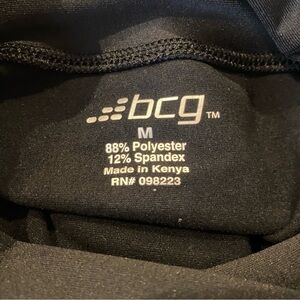 bcg™
M
88% Polyester
12% Spandex
Made in Kenya
RN# 098223